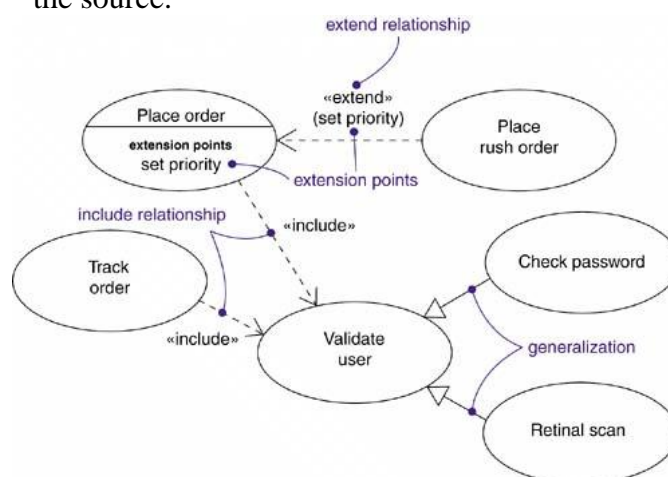 the source.
extend relationship
«extend»
(set priority)
Place order
extension points
set priority
Place
rush order
extension points
include relationship
«include»
Track
order
Check password
«include»
Validate
user
generalization
Retinal scan